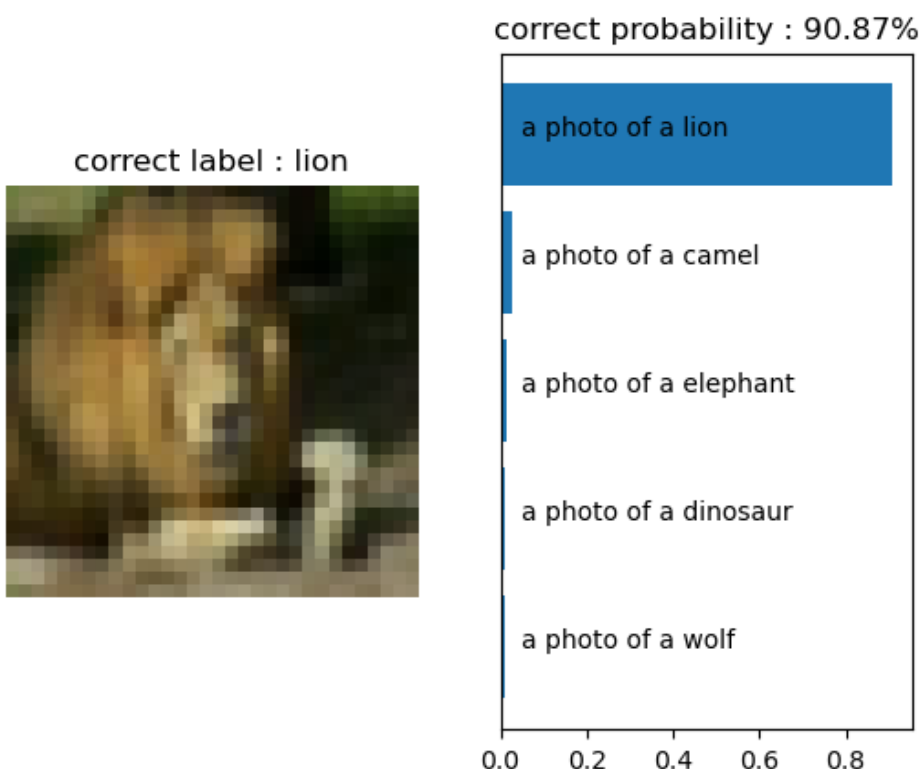 correct label : lion
correct probability : 90.87%
a photo of a lion
a photo of a camel
a photo of a elephant
a photo of a dinosaur
a photo of a wolf
0.0 0.2 0.4 0.6 0.8